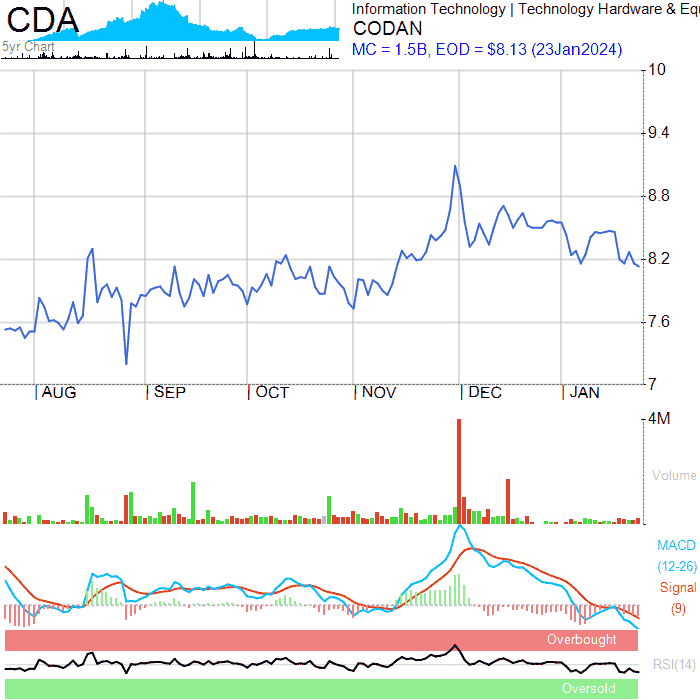 CDA
5yr Chart
Information Technology | Technology Hardware & Equ
CODAN
MC = 1.5B, EOD = $8.13 (23Jan2024)
10
9.4
8.8
8.2
7.6
7
AUG SEP OCT NOV DEC JAN
4M
Volume
MACD
(12-26)
Signal
(9)
Overbought
RSI(14)
Oversold